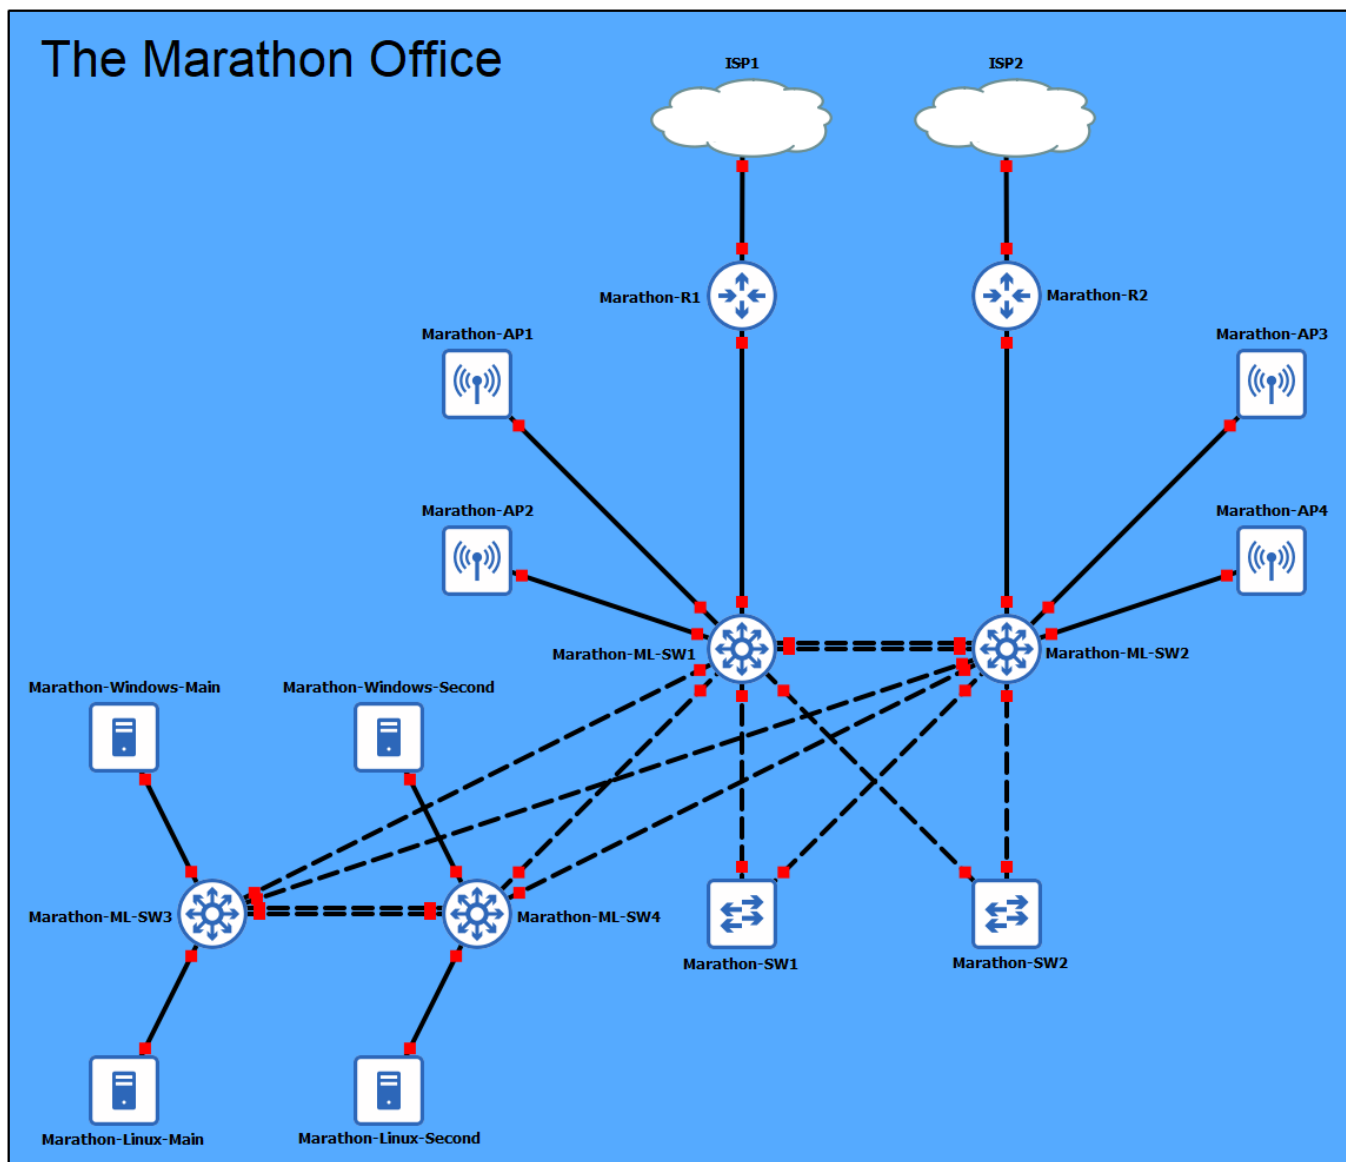 The Marathon Office
ISP1
ISP2
Marathon-R1
Marathon-R2
Marathon-AP1
Marathon-AP3
Marathon-AP2
Marathon-AP4
Marathon-ML-SW1
Marathon-ML-SW2
Marathon-Windows-Main
Marathon-Windows-Second
Marathon-ML-SW3
Marathon-ML-SW4
Marathon-SW1
Marathon-SW2
Marathon-Linux-Main
Marathon-Linux-Second